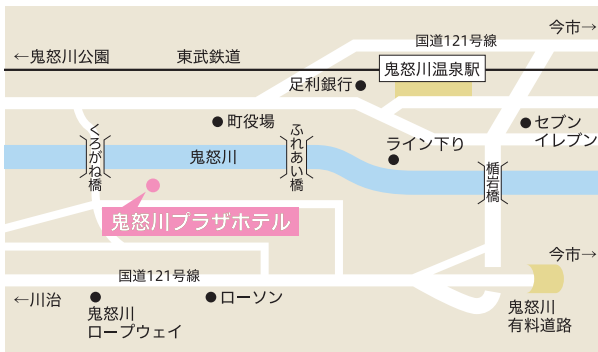 今市→
国道121号線
←鬼怒川公園
東武鉄道
鬼怒川温泉駅
足利銀行
町役場
ふれあい橋
くろがね橋
セブン
イレブン
ライン下り
鬼怒川
楯岩橋
鬼怒川プラザホテル
今市→
国道121号線
←川治
ローソン
鬼怒川
ロープウェイ
鬼怒川
有料道路